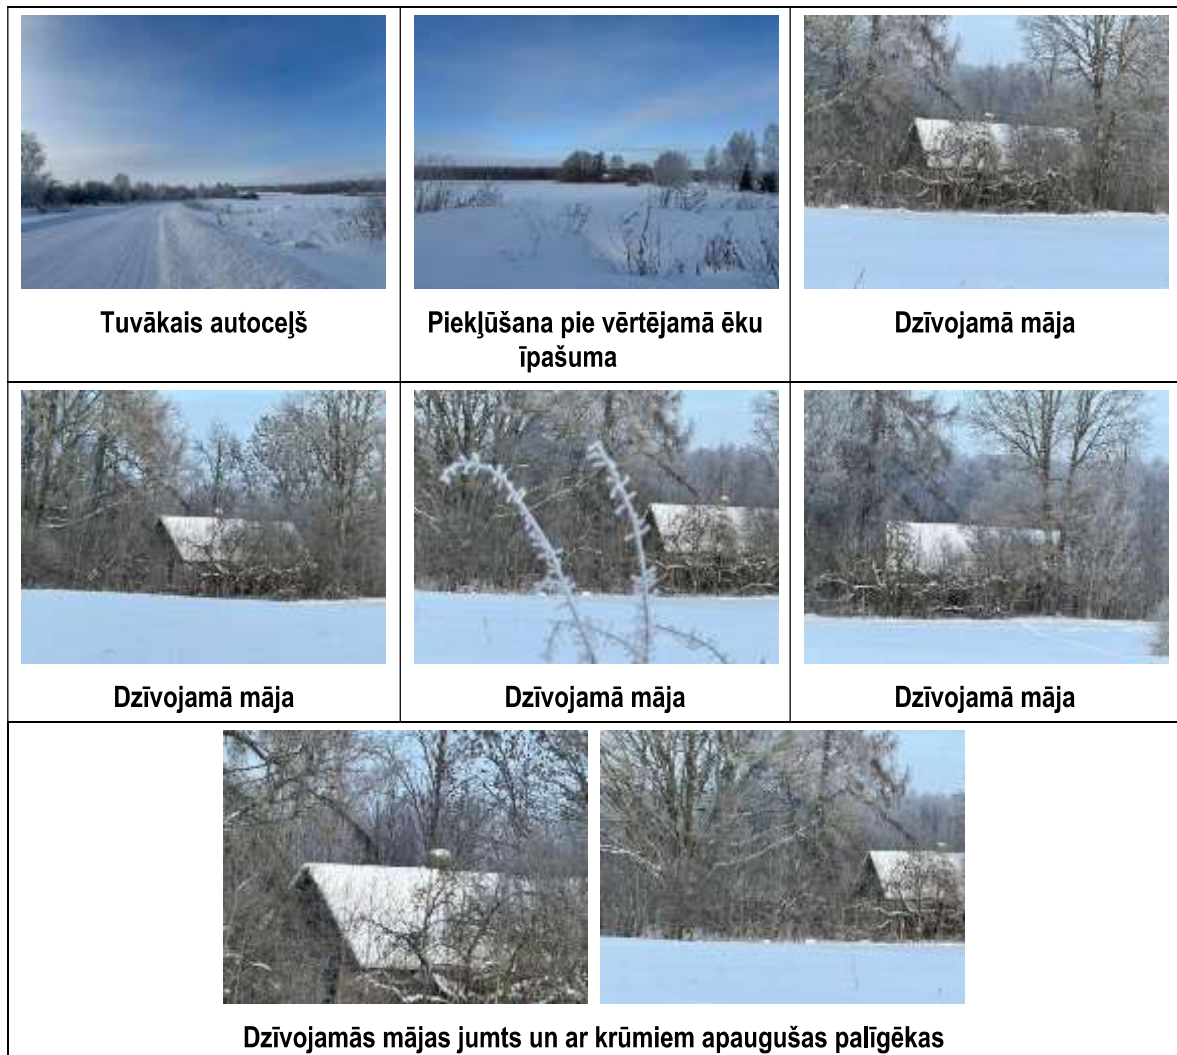 Tuvākais autoceļš
Piekļūšana pie vērtējamā ēku
īpašuma
Dzīvojamā māja
Dzīvojamā māja
Dzīvojamā māja
Dzīvojamā māja
Dzīvojamās mājas jumts un ar krūmiem apaugušas palīgēkas